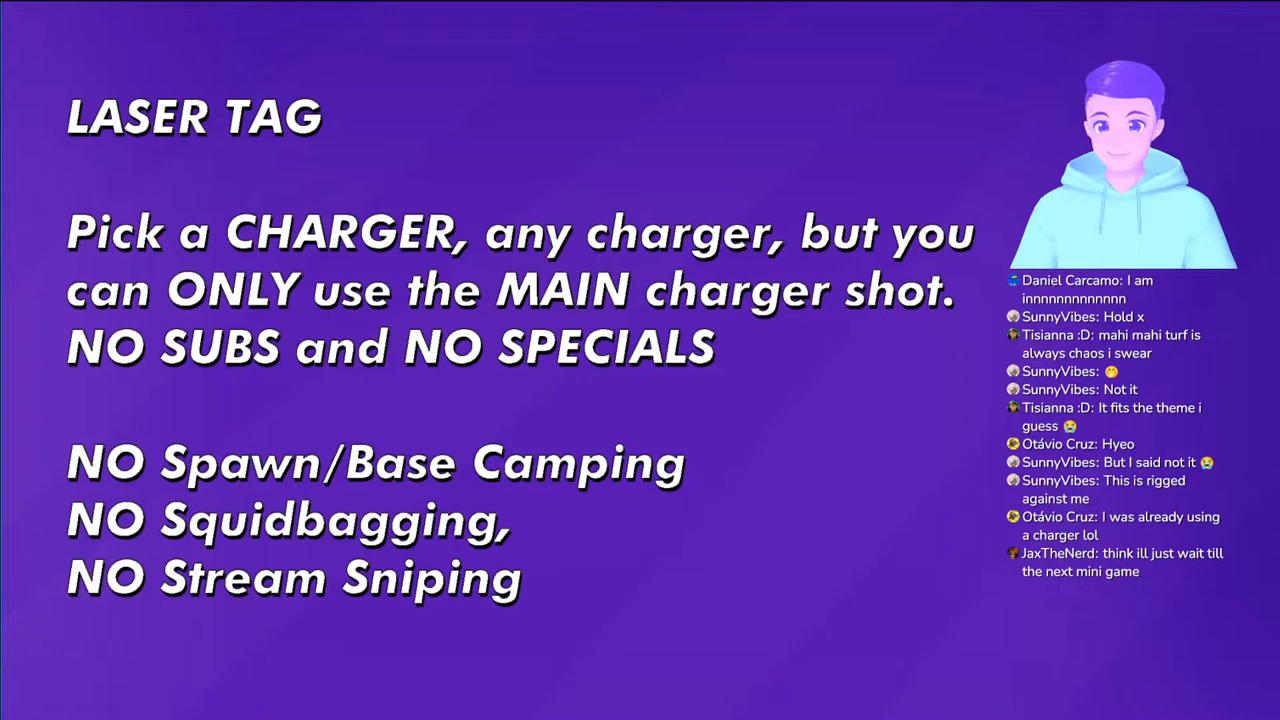 LASER TAG
Pick a CHARGER, any charger, but you
can ONLY use the MAIN charger shot.
NO SUBS and NO SPECIALS
NO Spawn/Base Camping
NO Squidbagging,
NO Stream Sniping
Daniel Carcamo: I am
innnnnnnnnnnnn
SunnyVibes: Hold x
Tisianna :D: mahi mahi turf is
always chaos i swear
SunnyVibes: 🤭
SunnyVibes: Not it
Tisianna :D: It fits the theme i
guess 😭
Otávio Cruz: Hyeo
SunnyVibes: But I said not it 😭
SunnyVibes: This is rigged
against me
Otávio Cruz: I was already using
a charger lol
JaxTheNerd: think ill just wait till
the next mini game